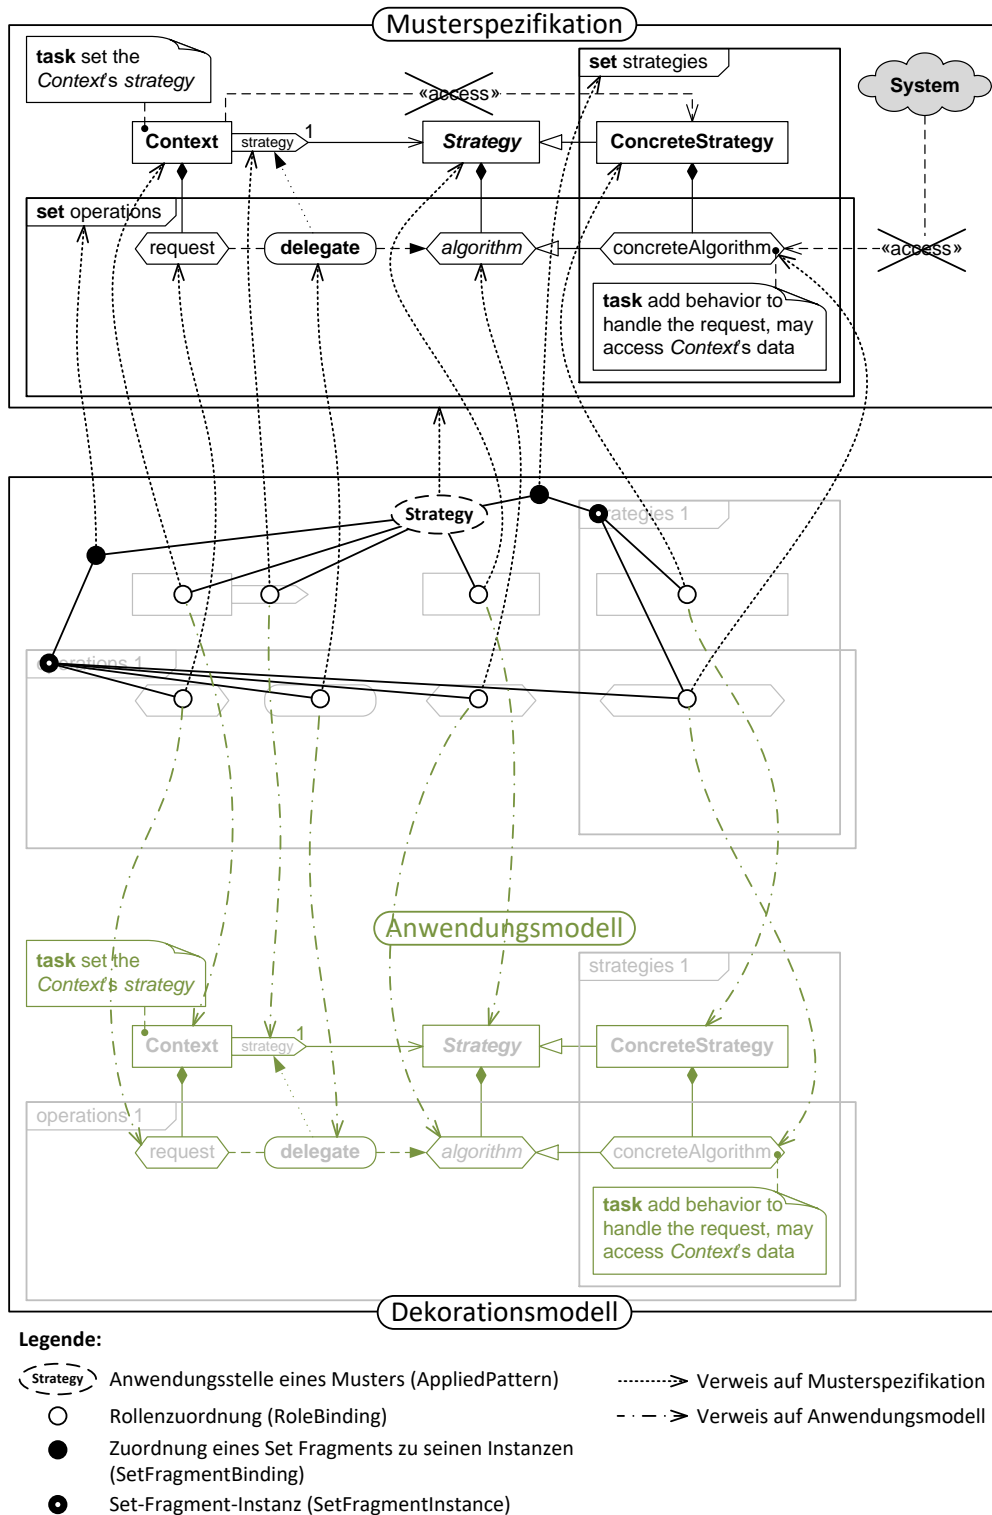 Musterspezifikation
task set the
Context's strategy
set strategies
«access»
System
Context
strategy
1
Strategy
ConcreteStrategy
set operations
request
delegate
algorithm
concreteAlgorithm
«access»
task add behavior to
handle the request, may
access Context's data
Strategy
strategies 1
operations 1
Anwendungsmodell
task set the
Context's strategy
strategies 1
Context
strategy
1
Strategy
ConcreteStrategy
operations 1
request
delegate
algorithm
concreteAlgorithm
task add behavior to
handle the request, may
access Context's data
Dekorationsmodell
Legende:
Strategy
Anwendungsstelle eines Musters (AppliedPattern)
Verweis auf Musterspezifikation
Rollenzuordnung (RoleBinding)
Verweis auf Anwendungsmodell
Zuordnung eines Set Fragments zu seinen Instanzen
(SetFragmentBinding)
Set-Fragment-Instanz (SetFragmentInstance)